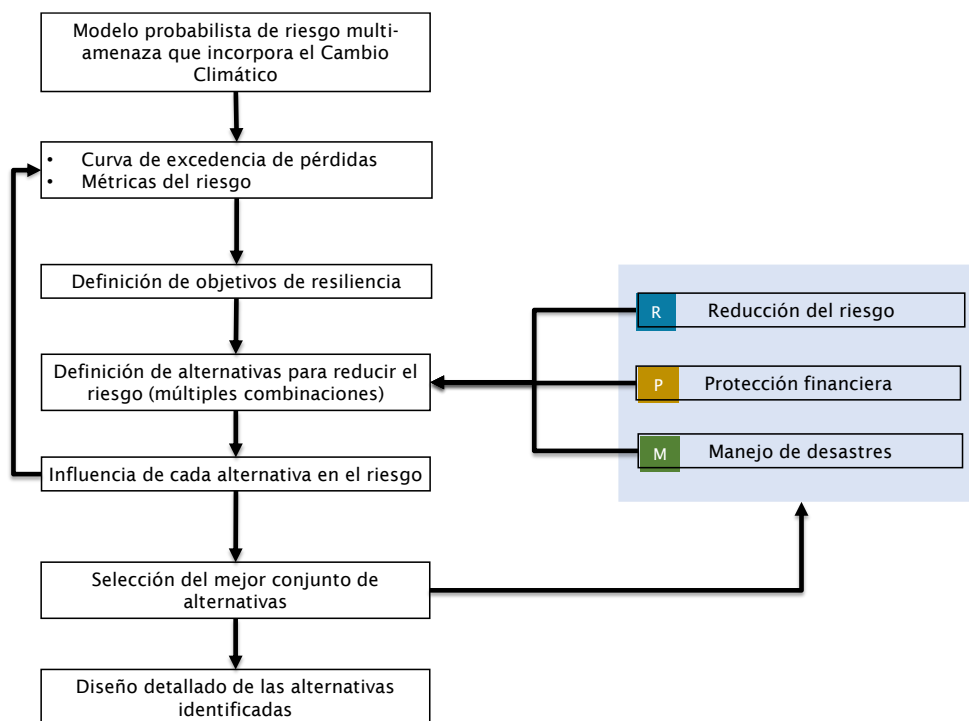 Modelo probabilista de riesgo multi-
amenaza que incorpora el Cambio
Climático
• Curva de excedencia de pérdidas
• Métricas del riesgo
Definición de objetivos de resiliencia
Definición de alternativas para reducir el
riesgo (múltiples combinaciones)
Influencia de cada alternativa en el riesgo
Selección del mejor conjunto de
alternativas
Diseño detallado de las alternativas
identificadas
R Reducción del riesgo
P Protección financiera
M Manejo de desastres